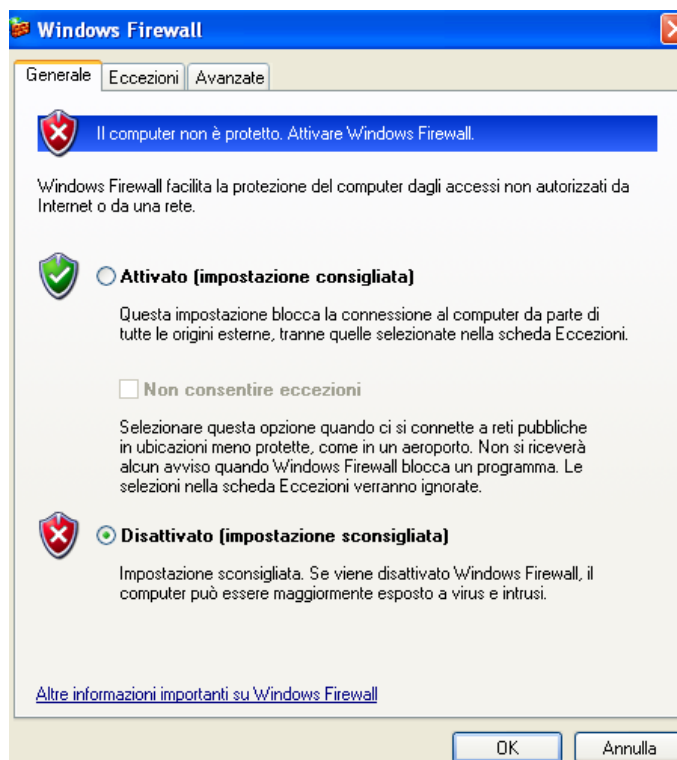 Windows Firewall
Generale Eccezioni Avanzate
Il computer non è protetto. Attivare Windows Firewall.
Windows Firewall facilita la protezione del computer dagli accessi non autorizzati da
Internet o da una rete.
Attivato (impostazione consigliata)
Questa impostazione blocca la connessione al computer da parte di
tutte le origini esterne, tranne quelle selezionate nella scheda Eccezioni.
Non consentire eccezioni
Selezionare questa opzione quando ci si connette a reti pubbliche
in ubicazioni meno protette, come in un aeroporto. Non si riceverà
alcun avviso quando Windows Firewall blocca un programma. Le
selezioni nella scheda Eccezioni verranno ignorate.
Disattivato (impostazione sconsigliata)
Impostazione sconsigliata. Se viene disattivato Windows Firewall, il
computer può essere maggiormente esposto a virus e intrusi.
Altre informazioni importanti su Windows Firewall
OK Annulla